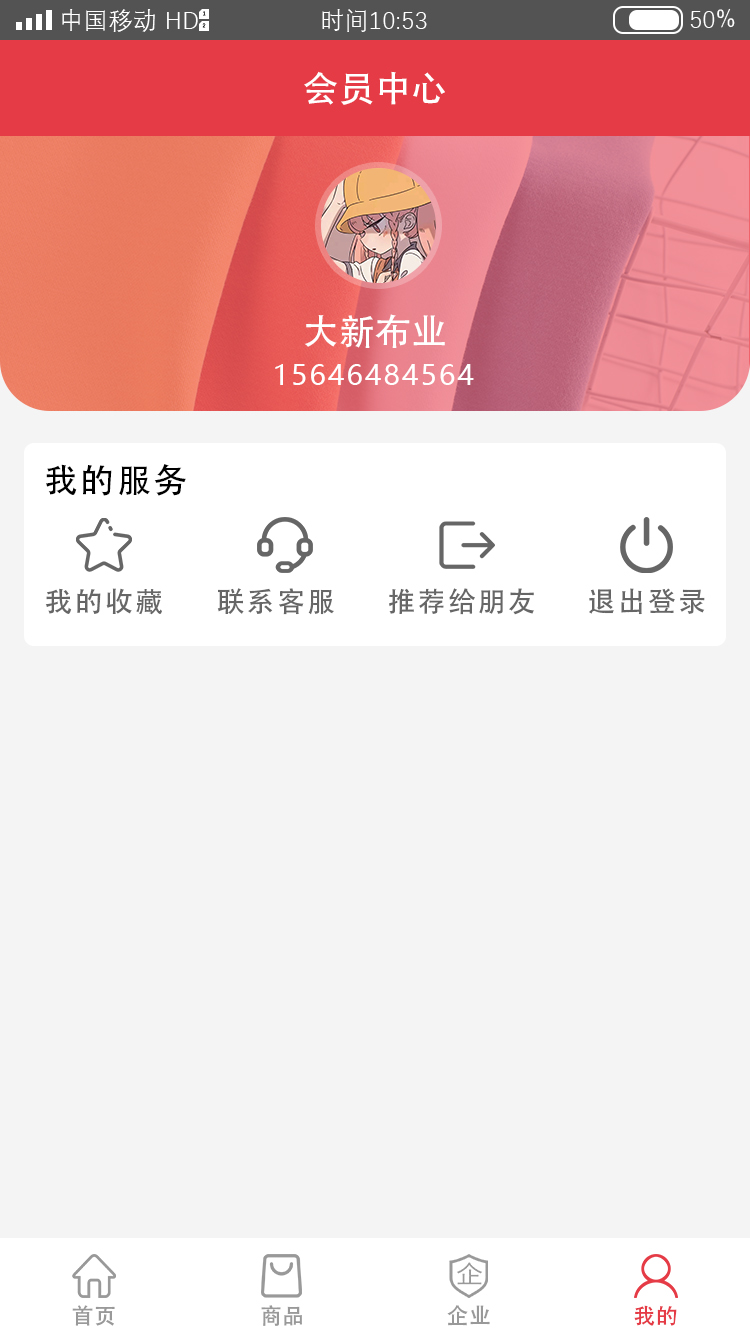 中国移动 HD 时间10:53 50%
会员中心
大新布业
15646484564
我的服务
我的收藏 联系客服 推荐给朋友 退出登录
企
首页 商品 企业 我的